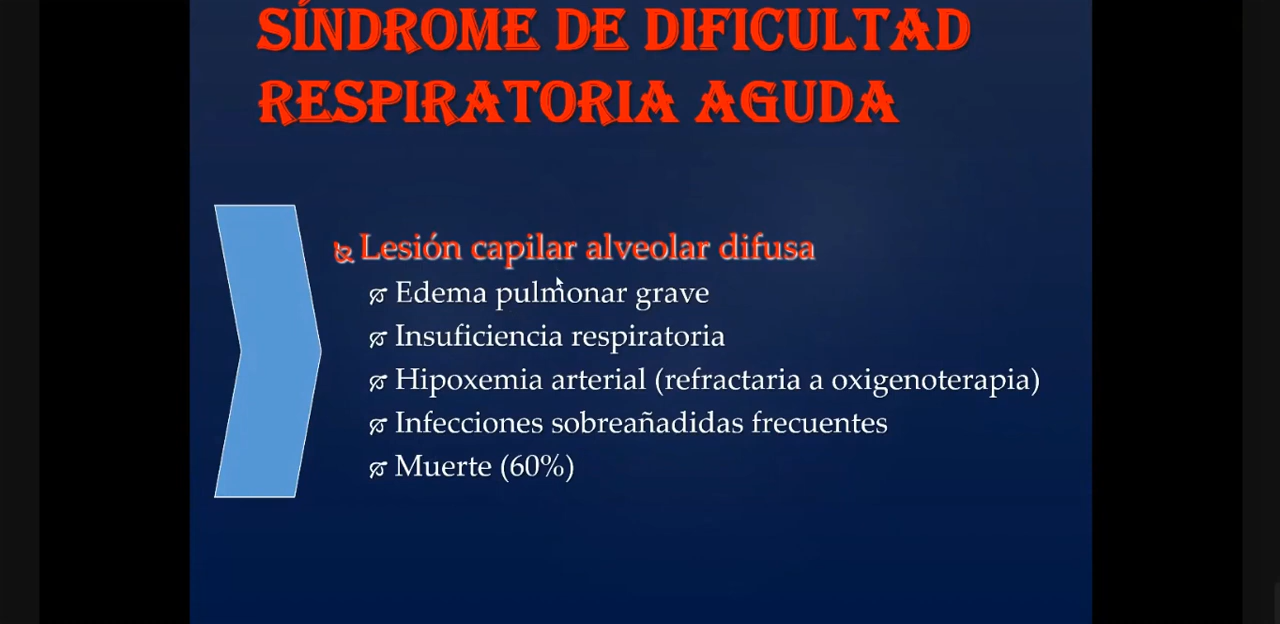 SÍNDROME DE DIFICULTAD
RESPIRATORIA AGUDA
Lesión capilar alveolar difusa
Edema pulmonar grave
Insuficiencia respiratoria
Hipoxemia arterial (refractaria a oxigenoterapia)
Infecciones sobreañadidas frecuentes
Muerte (60%)